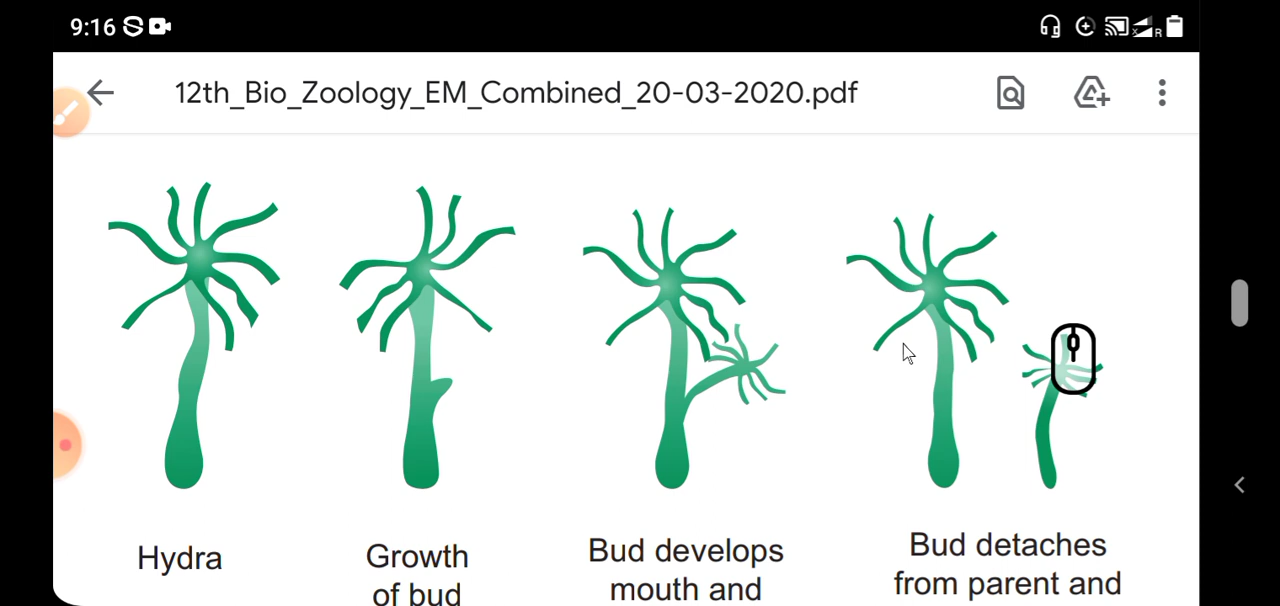 9:16
R
12th_Bio_Zoology_EM_Combined_20-03-2020.pdf
Hydra
Growth
of bud
Bud develops
mouth and
Bud detaches
from parent and